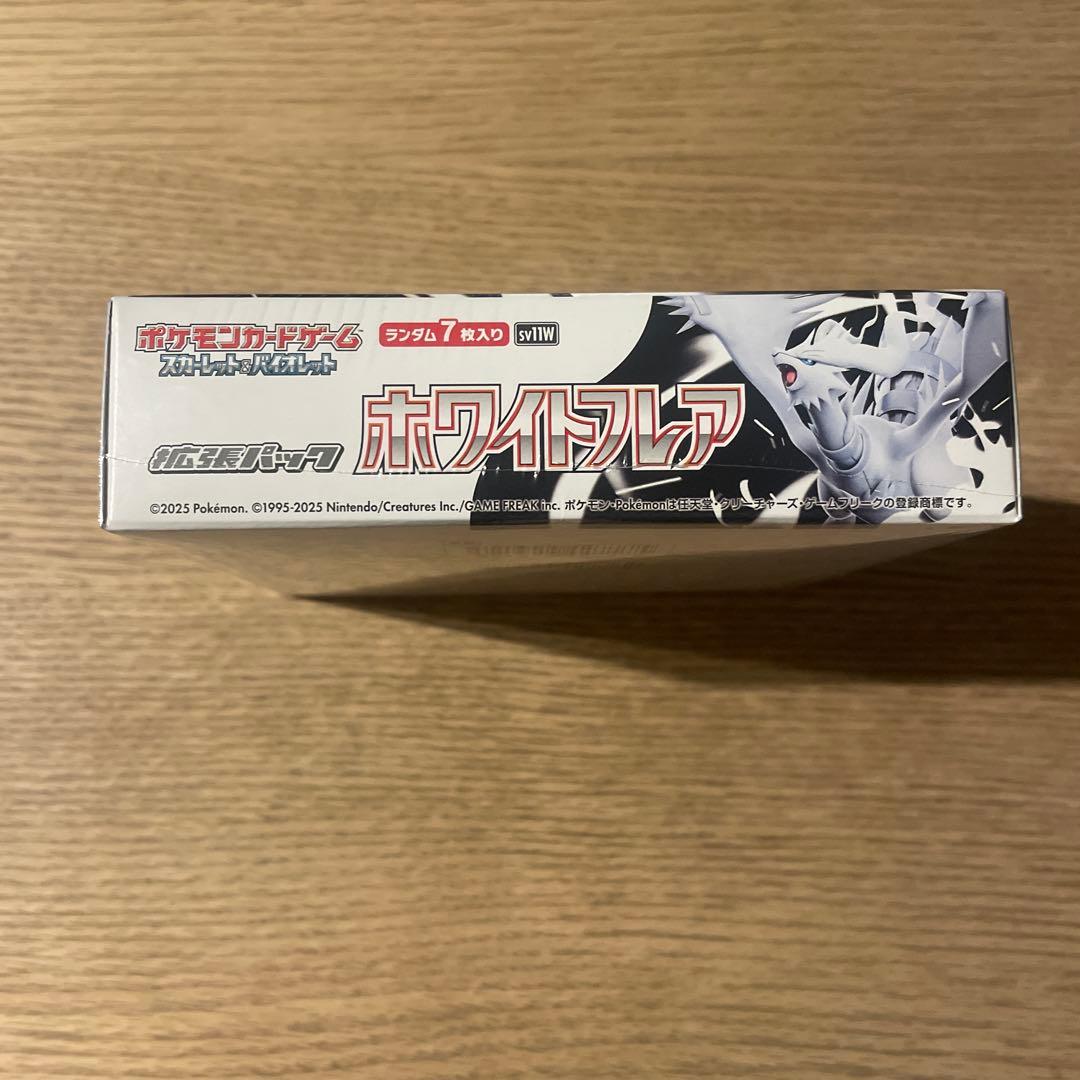 ポケモンカードゲーム
スカーレット&バイオレット
ランダム7枚入り sv11W
拡張パック ホワイトフレア
©2025 Pokémon. ©1995-2025 Nintendo/Creatures Inc./GAME FREAK inc. ポケモン・Pokémonは任天堂・クリーチャーズ・ゲームフリークの登録商標です。